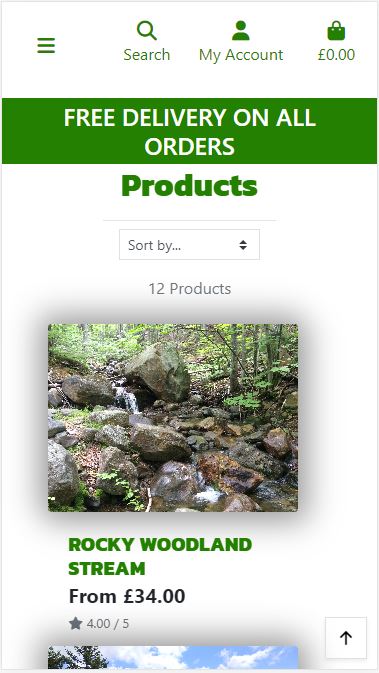 Search My Account £0.00
FREE DELIVERY ON ALL
ORDERS
Products
Sort by...
12 Products
ROCKY WOODLAND
STREAM
From £34.00
4.00 / 5